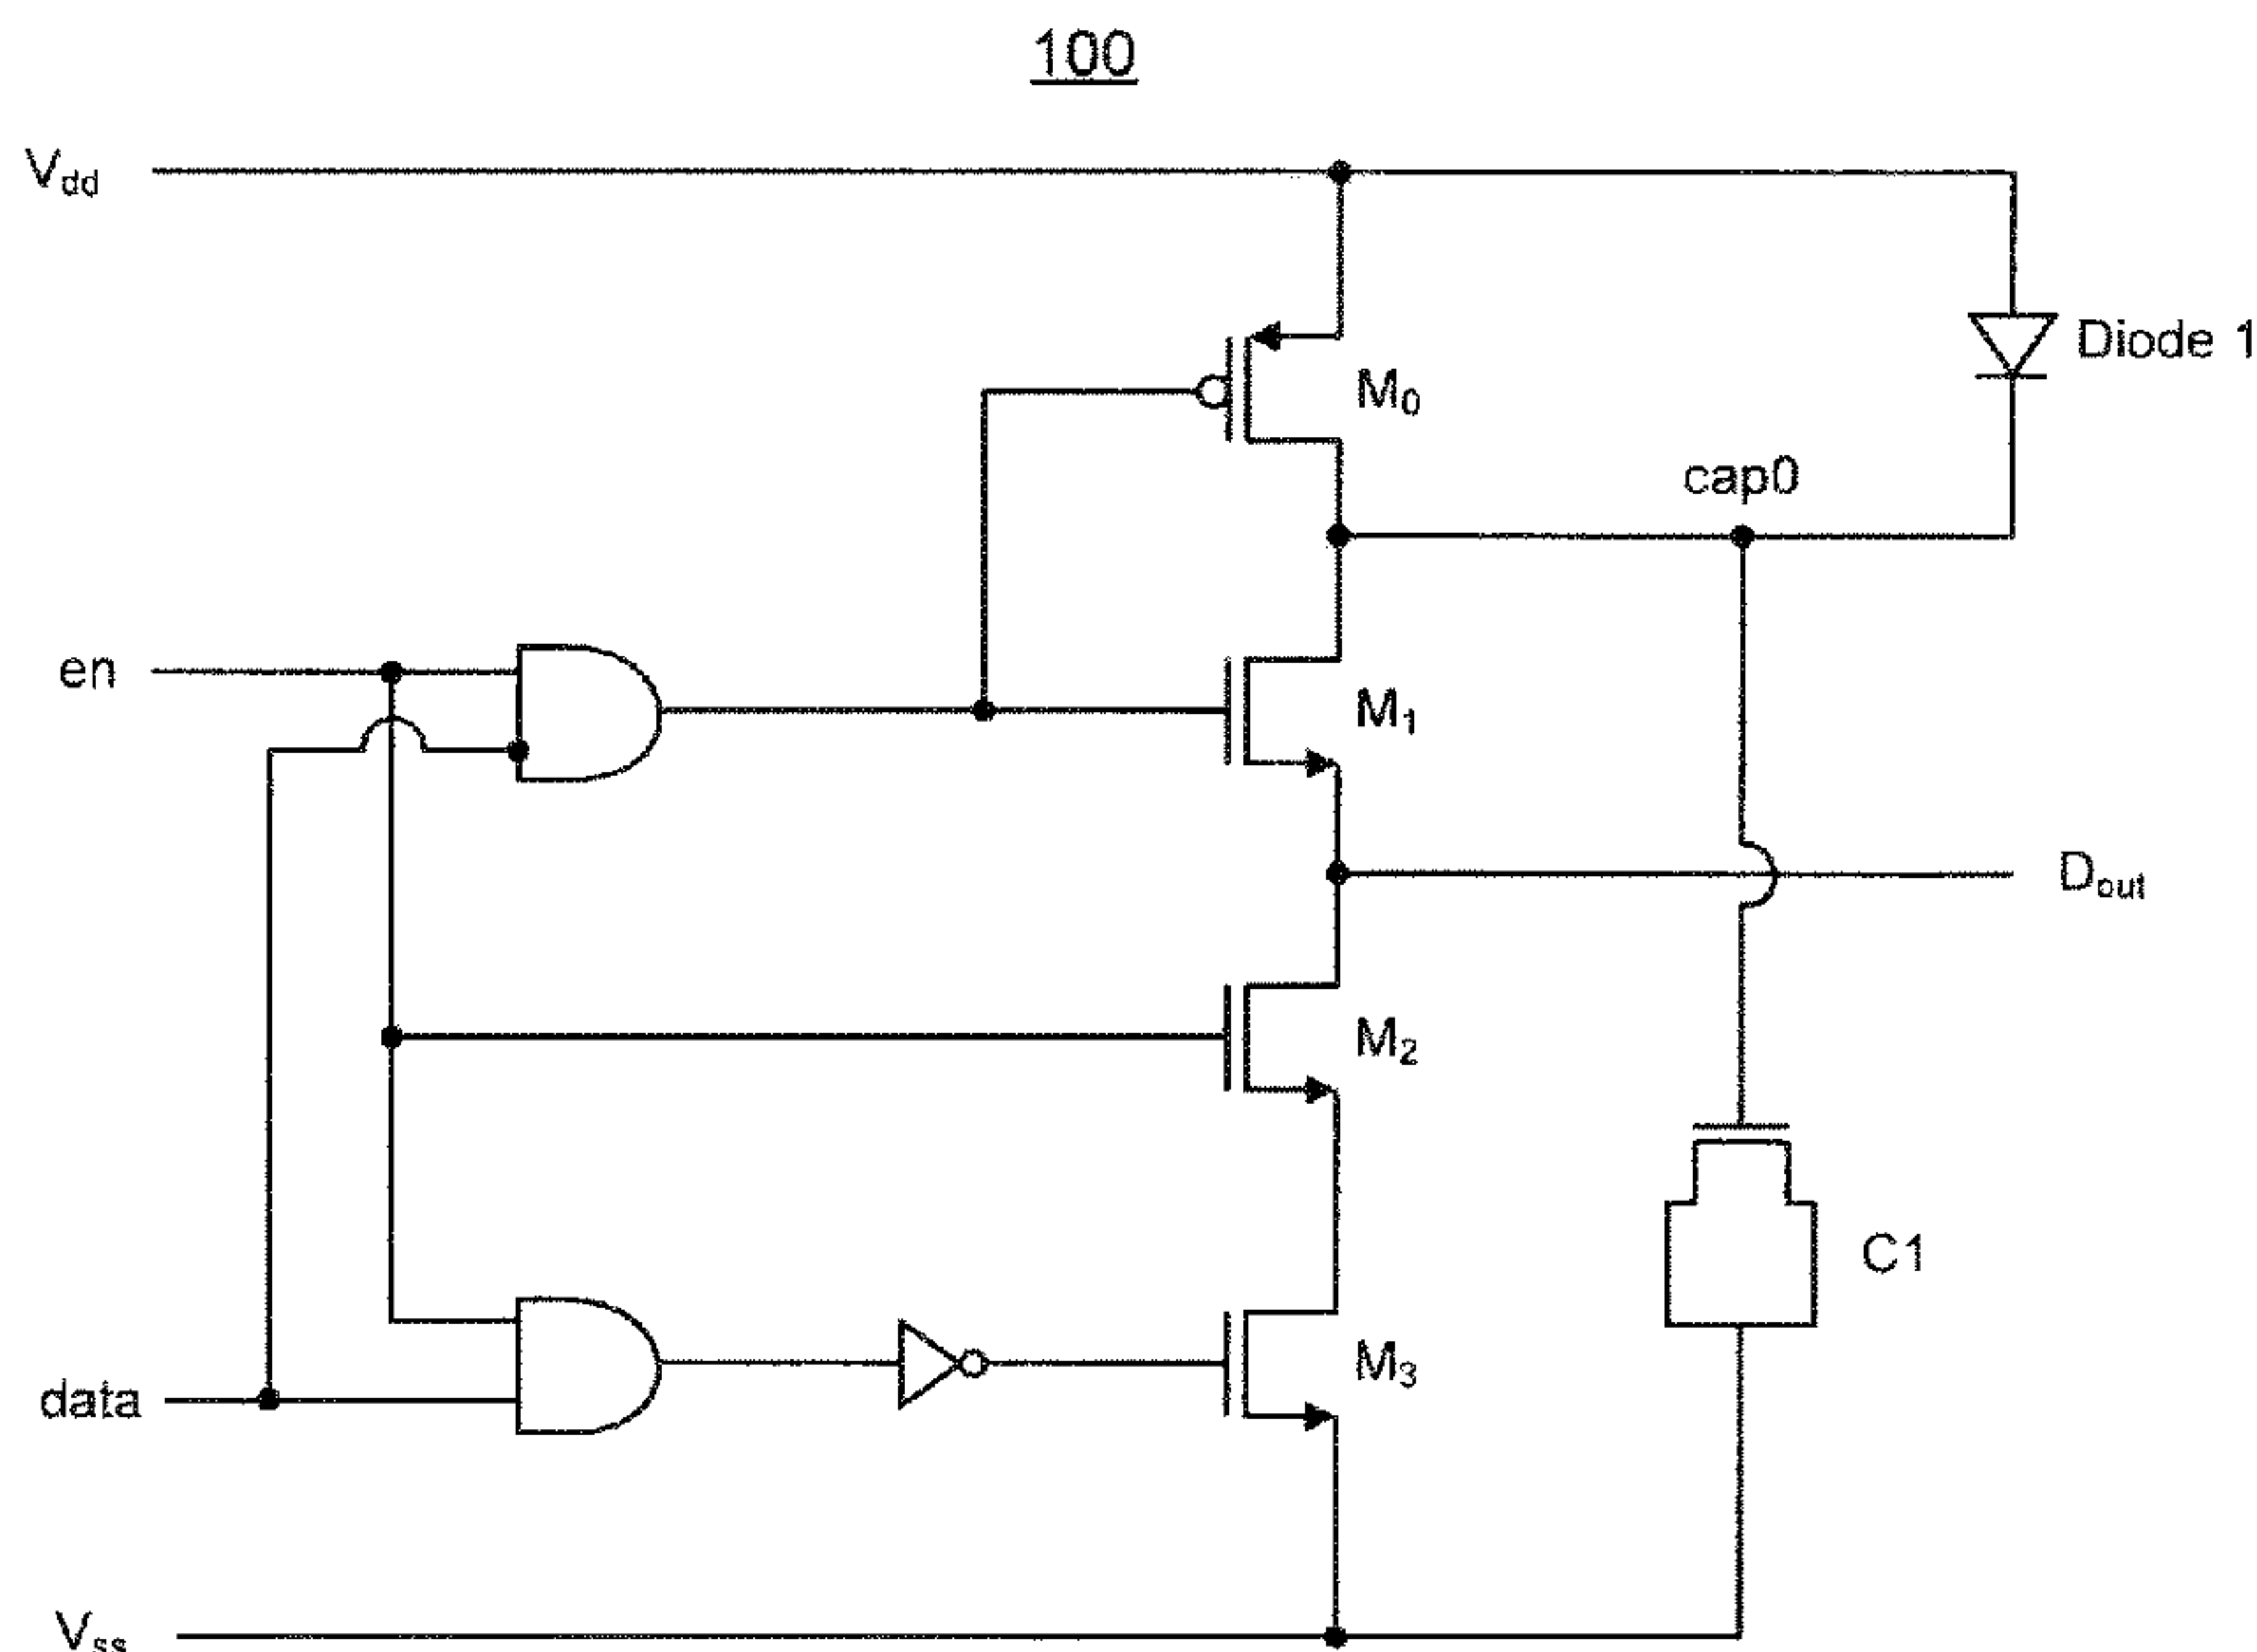 100
Vdd
Diode 1
M0
cap0
en
M1
Dout
M2
C1
M3
data
Vss